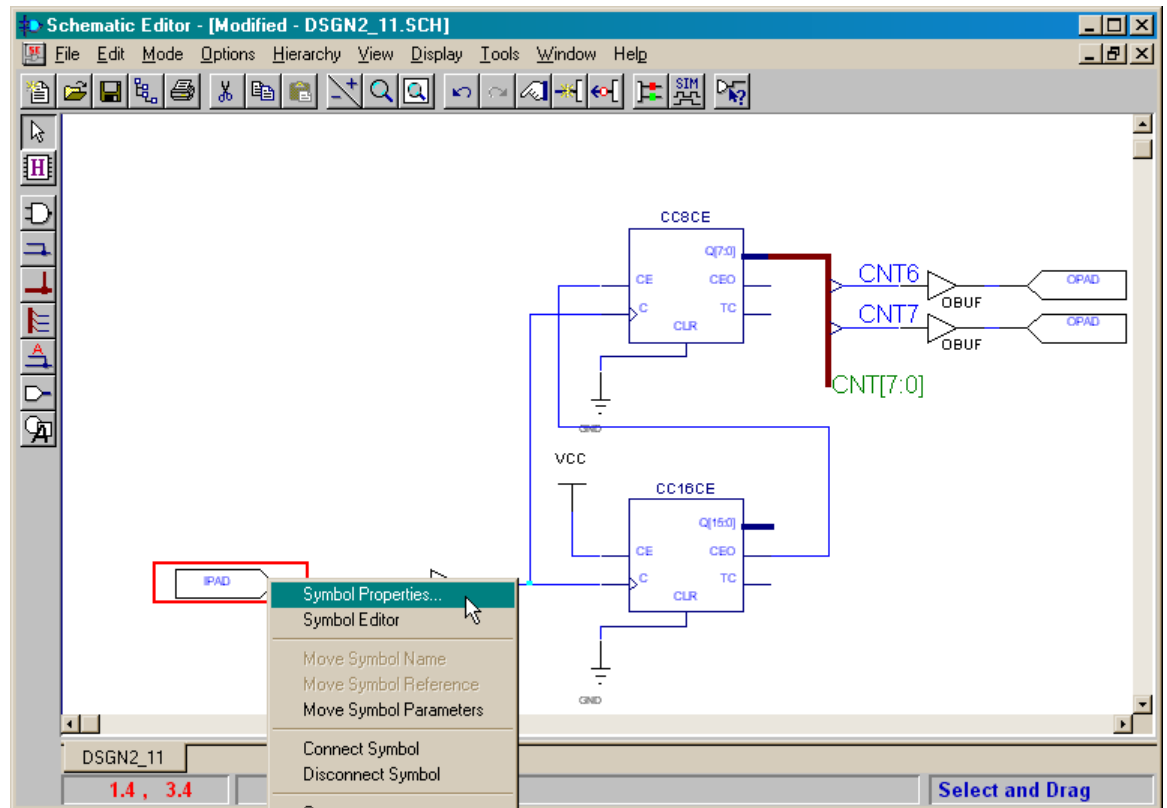 Schematic Editor - [Modified - DSGN2_11.SCH]
File Edit Mode Options Hierarchy View Display Tools Window Help
SIM
H
A
A
CC8CE
Q[7:0]
CE
CEO
C
TC
CLR
GND
CNT6
OBUF
OPAD
CNT7
OBUF
OPAD
CNT[7:0]
VCC
CC16CE
Q[15:0]
CE
CEO
C
TC
CLR
GND
IPAD
Symbol Properties...
Symbol Editor
Move Symbol Name
Move Symbol Reference
Move Symbol Parameters
Connect Symbol
Disconnect Symbol
DSGN2_11
1.4 , 3.4
Select and Drag